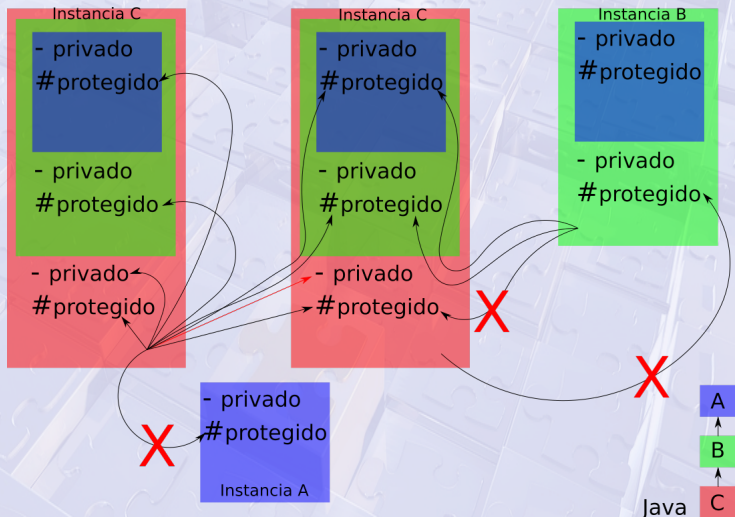 Instancia C
- privado
#protegido
- privado
#protegido
- privado
#protegido
Instancia C
- privado
#protegido
- privado
#protegido
- privado
#protegido
Instancia B
- privado
#protegido
- privado
#protegido
X
X
X
- privado
#protegido
Instancia A
A
B
C
Java